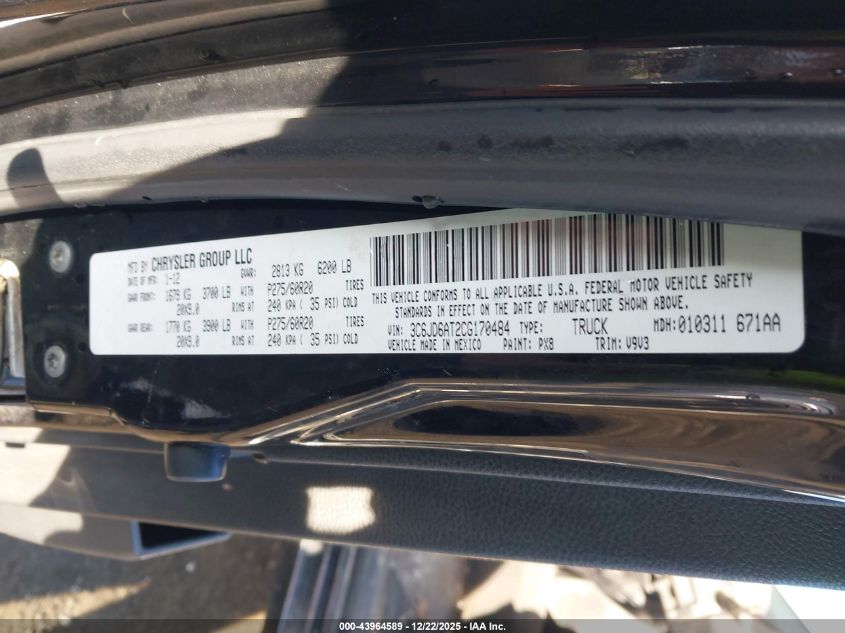 MFD BY CHRYSLER GROUP LLC
DATE OF MFR: 1-12 GVWR: 2813 KG 6200 LB
GAWR FRONT: 1679 KG 3700 LB WITH P275/60R20 TIRES
20X9.0 RIMS AT 240 KPA ( 35 PSI) COLD
GAWR REAR: 1770 KG 3900 LB WITH P275/60R20 TIRES
20X9.0 RIMS AT 240 KPA ( 35 PSI) COLD
THIS VEHICLE CONFORMS TO ALL APPLICABLE U.S.A. FEDERAL MOTOR VEHICLE SAFETY
STANDARDS IN EFFECT ON THE DATE OF MANUFACTURE SHOWN ABOVE.
VIN: 3C6JD6AT2CG170484 TYPE: TRUCK MDH: 010311 671AA
VEHICLE MADE IN MEXICO PAINT: PX8 TRIM: V9V3
000-43964589 - 12/22/2025 - IAA Inc.